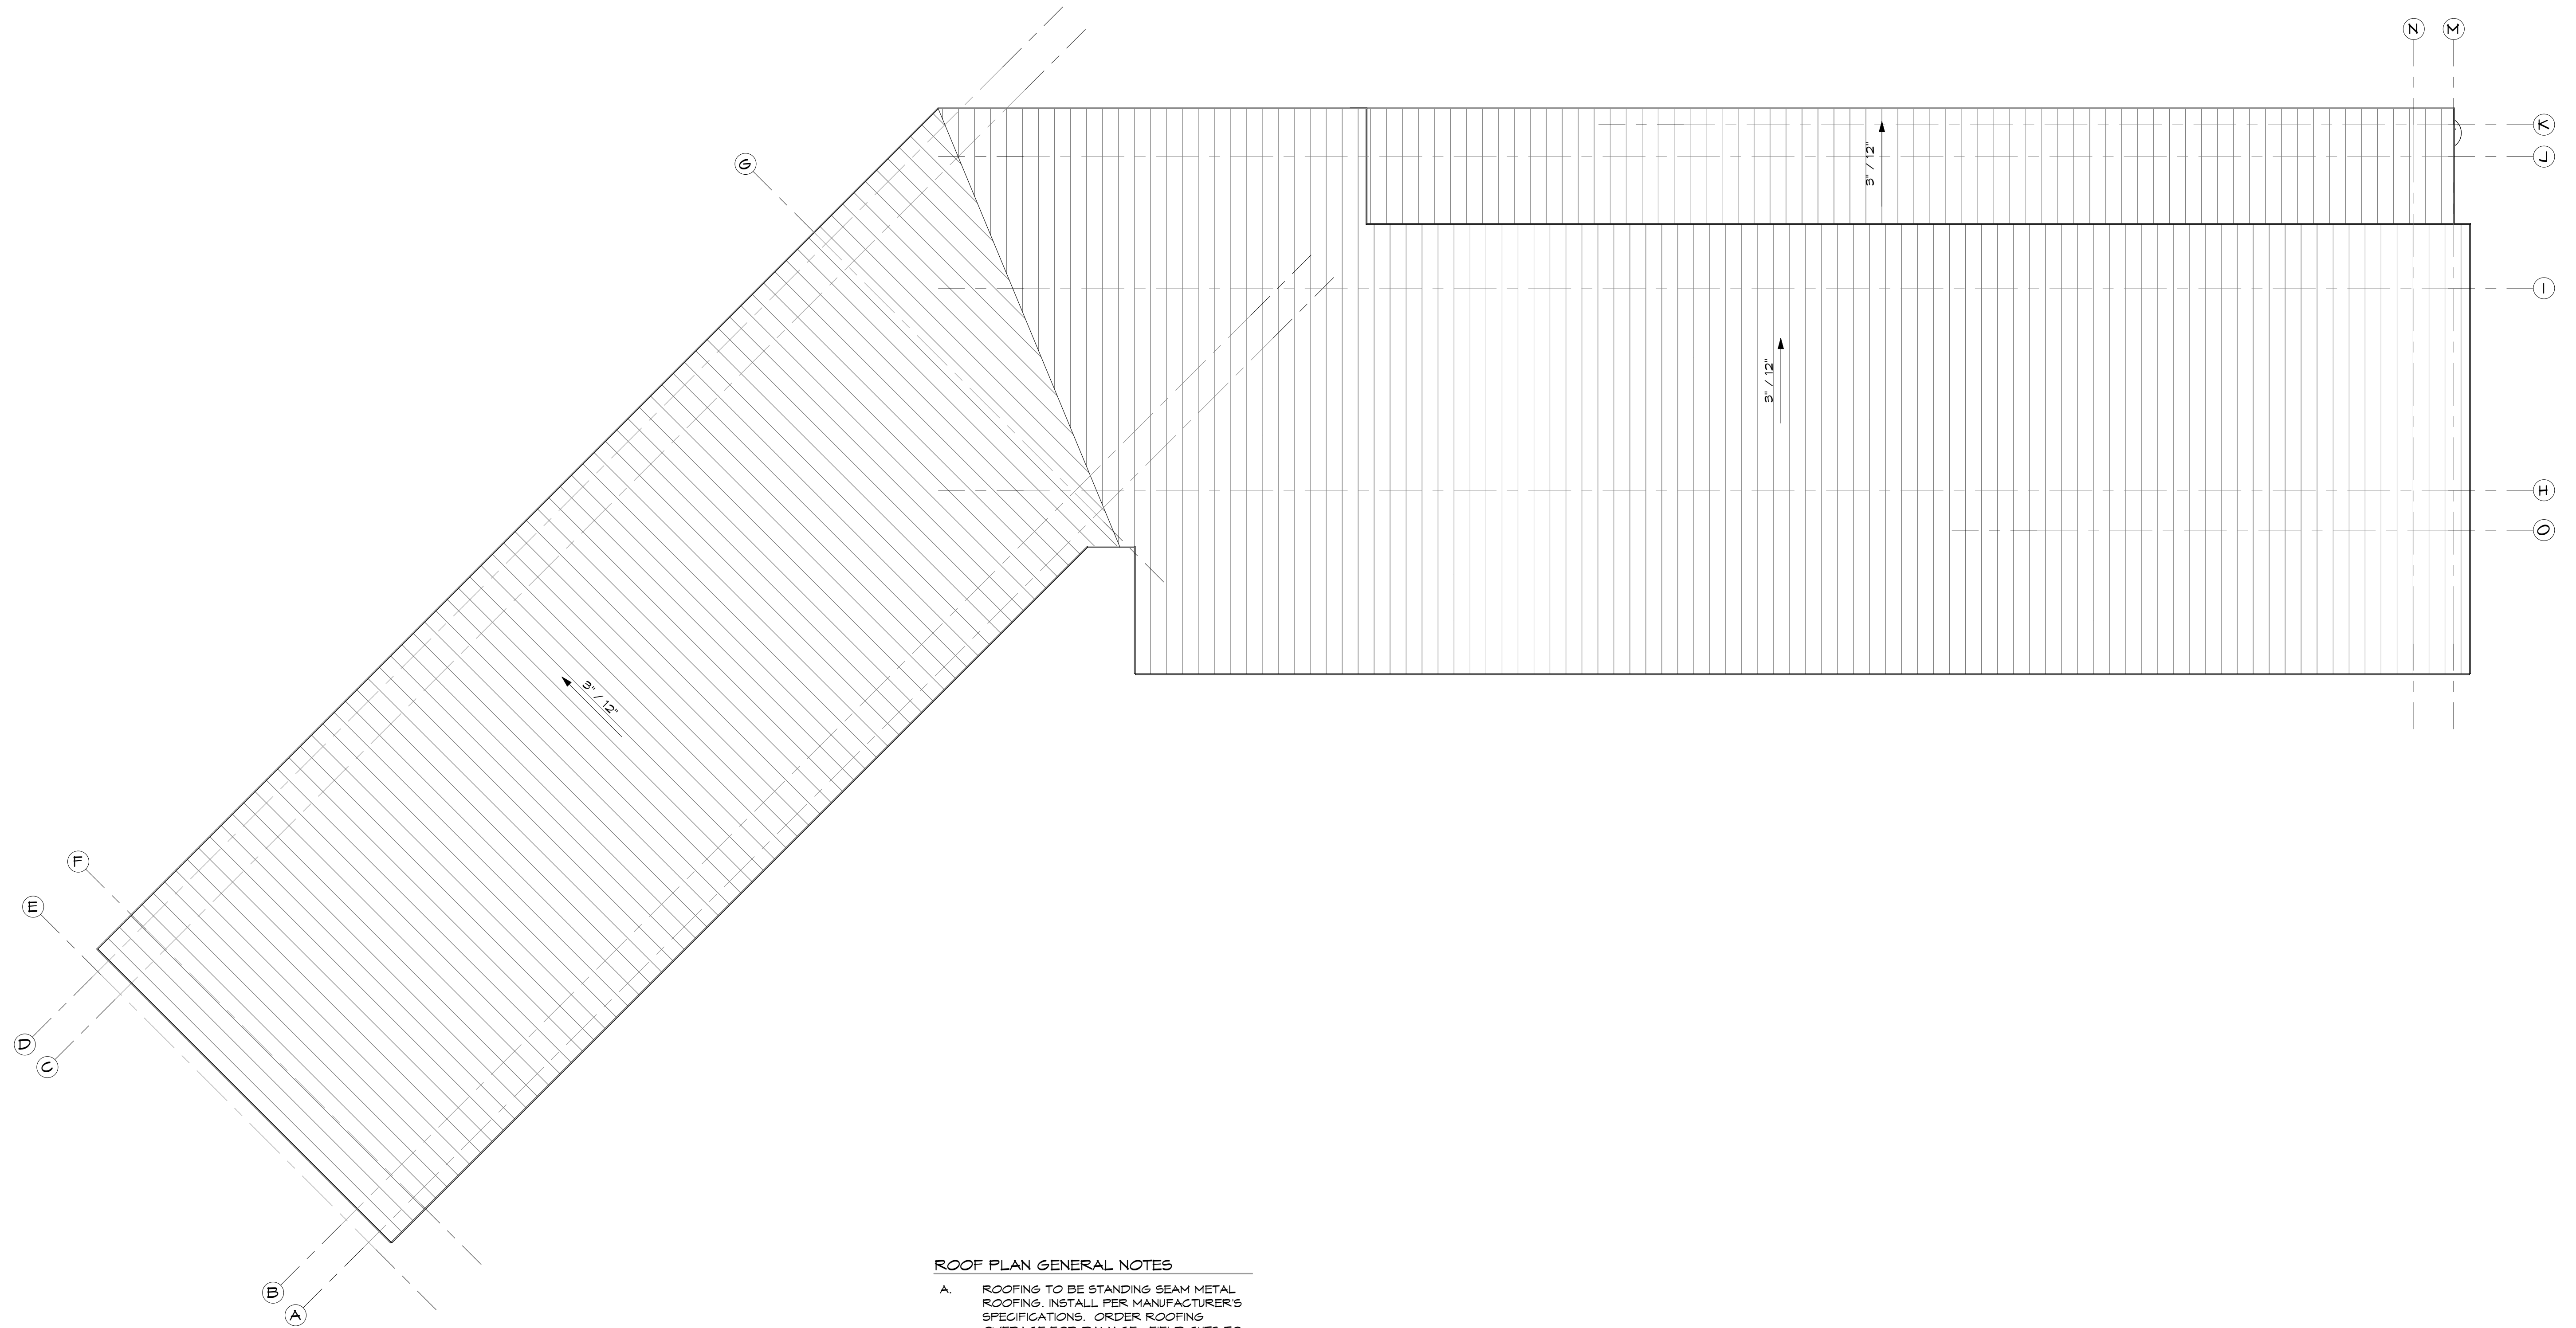 N M
K
G
J
3" / 12"
I
3" / 12"
H
O
3" / 12"
F
E
D
C
B
A
ROOF PLAN GENERAL NOTES
A. ROOFING TO BE STANDING SEAM METAL
ROOFING. INSTALL PER MANUFACTURER'S
SPECIFICATIONS. ORDER ROOFING